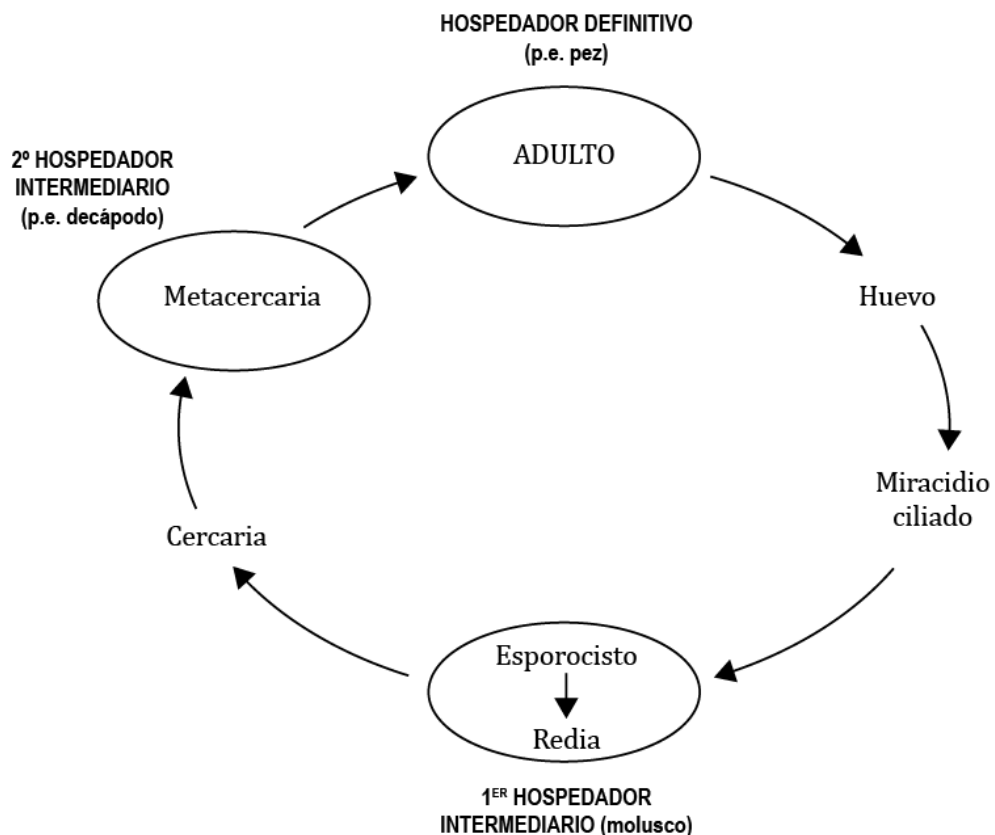 HOSPEDADOR DEFINITIVO
(p.e. pez)
ADULTO
2º HOSPEDADOR
INTERMEDIARIO
(p.e. decápodo)
Metacercaria
Huevo
Miracidio
ciliado
Cercaria
Esporocisto
Redia
1ER HOSPEDADOR
INTERMEDIARIO (molusco)